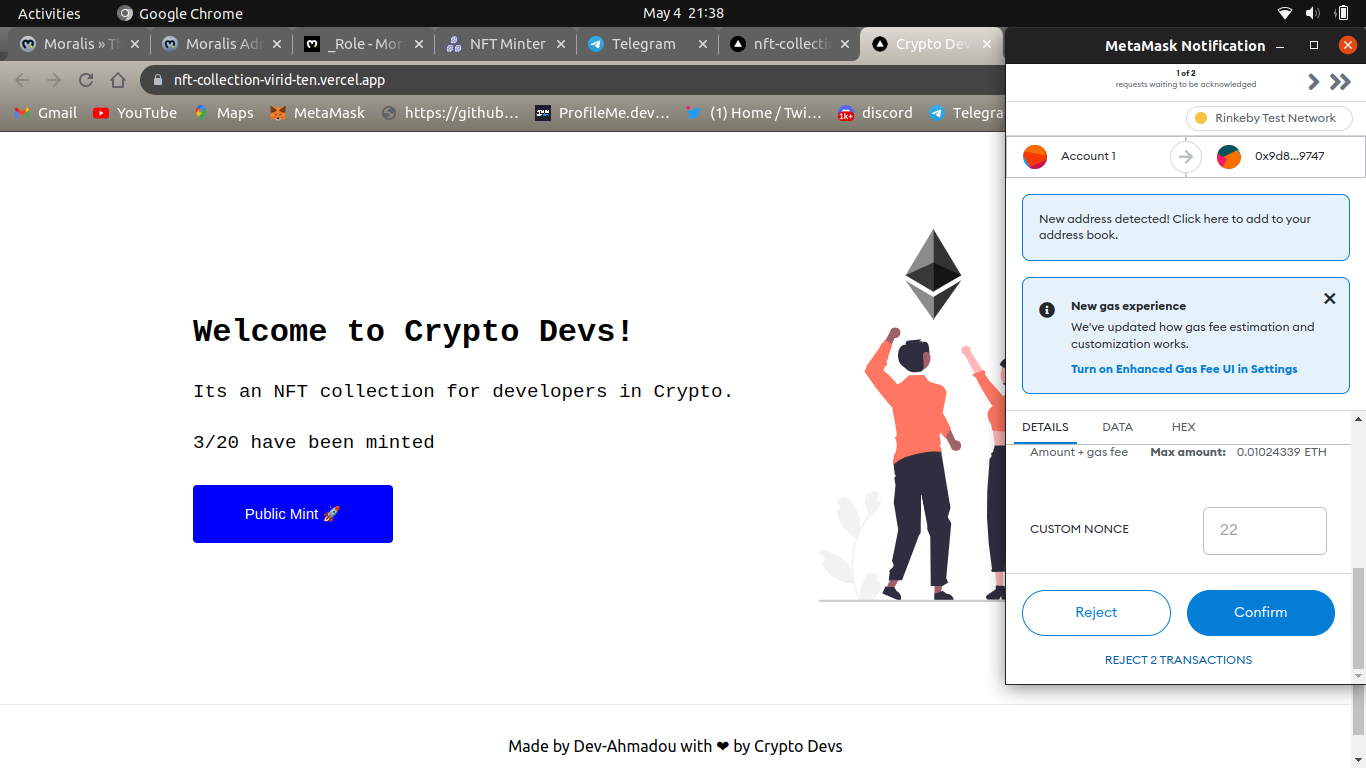 Activities
Google Chrome
May 4 21:38
Moralis » Th
Moralis Adm
_Role - Mor
NFT Minter
Telegram
nft-collectio
Crypto Dev
nft-collection-virid-ten.vercel.app
Gmail
YouTube
Maps
MetaMask
https://github...
ProfileMe.dev...
(1) Home / Twi...
1k+
discord
Telegra
Welcome to Crypto Devs!
Its an NFT collection for developers in Crypto.
3/20 have been minted
Public Mint 🚀
Made by Dev-Ahmadou with ❤ by Crypto Devs
MetaMask Notification
1 of 2
requests waiting to be acknowledged
Rinkeby Test Network
Account 1
0x9d8...9747
New address detected! Click here to add to your
address book.
New gas experience
We've updated how gas fee estimation and
customization works.
Turn on Enhanced Gas Fee UI in Settings
DETAILS
DATA
HEX
Amount + gas fee
Max amount: 0.01024339 ETH
CUSTOM NONCE
22
Reject
Confirm
REJECT 2 TRANSACTIONS